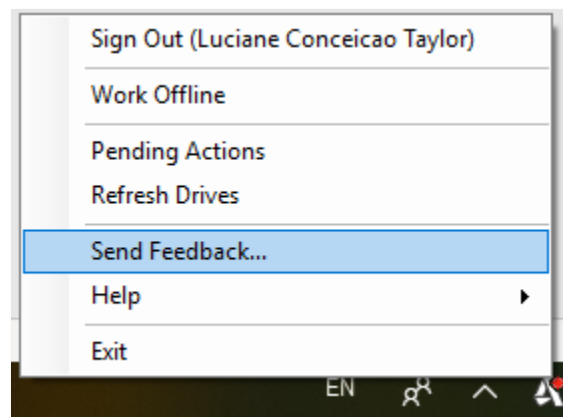 Sign Out (Luciane Conceicao Taylor)
Work Offline
Pending Actions
Refresh Drives
Send Feedback...
Help
Exit
EN